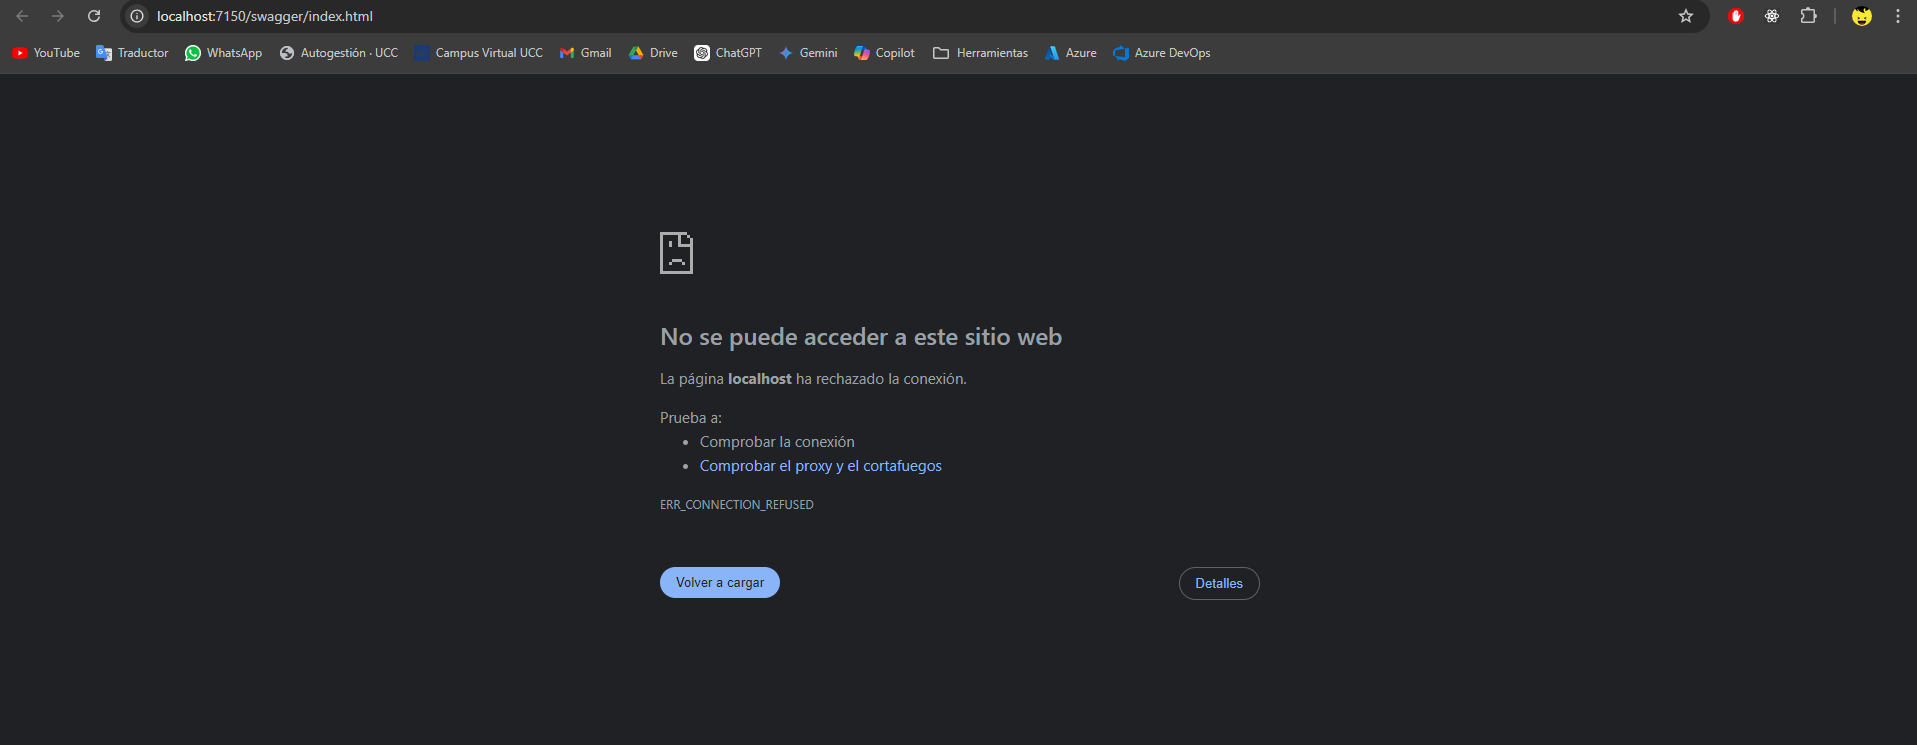 localhost:7150/swagger/index.html
YouTube Traductor WhatsApp Autogestión · UCC Campus Virtual UCC Gmail Drive ChatGPT Gemini Copilot Herramientas Azure Azure DevOps
No se puede acceder a este sitio web
La página localhost ha rechazado la conexión.
Prueba a:
• Comprobar la conexión
• Comprobar el proxy y el cortafuegos
ERR_CONNECTION_REFUSED
Volver a cargar Detalles